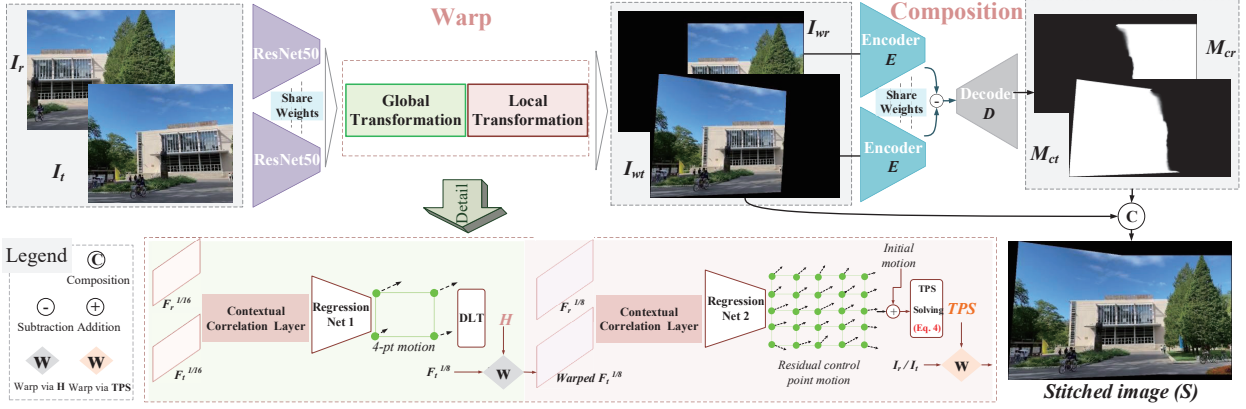 Warp
Composition
I_r
I_t
ResNet50
Share
Weights
ResNet50
Global
Transformation
Local
Transformation
I_wr
I_wt
Encoder
E
Share
Weights
Encoder
E
-
Decoder
D
M_cr
M_ct
Detail
C
Legend
C
Composition
-
+
Subtraction Addition
W
W
Warp via H
Warp via TPS
F_r^1/16
F_t^1/16
Contextual
Correlation Layer
Regression
Net 1
4-pt motion
DLT
H
F_t^1/8
W
F_r^1/8
Warped F_t^1/8
Contextual
Correlation Layer
Regression
Net 2
Residual control
point motion
Initial
motion
+
TPS
Solving
(Eq. 4)
TPS
I_r / I_t
W
Stitched image (S)